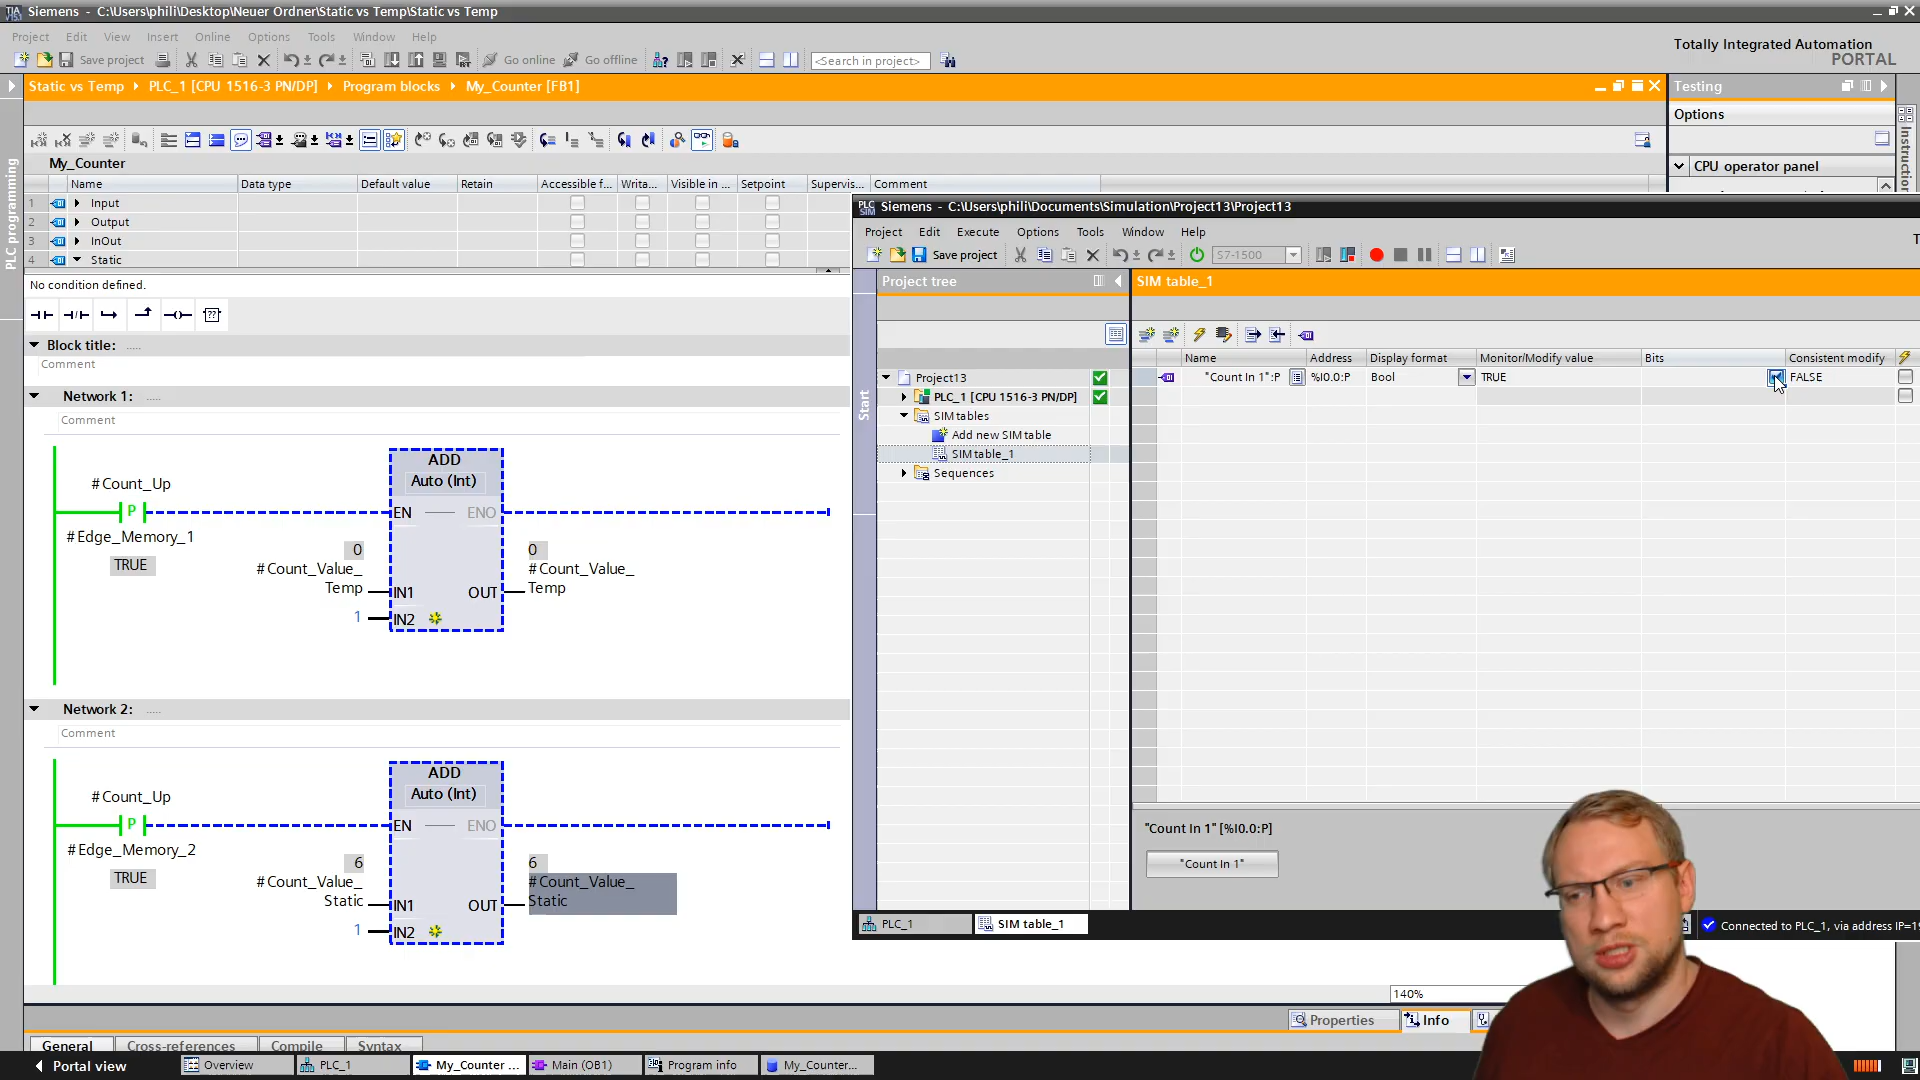 Siemens - C:\Users\phili\Desktop\Neuer Ordner\Static vs Temp\Static vs Temp
Project Edit View Insert Online Options Tools Window Help
Totally Integrated Automation
PORTAL
Save project Go online Go offline <Search in project>
Static vs Temp PLC_1 [CPU 1516-3 PN/DP] Program blocks My_Counter [FB1]
Testing
Options
CPU operator panel
My_Counter
Name Data type Default value Retain Accessible f... Writa... Visible in ... Setpoint Supervis... Comment
1 Input
2 Output
3 InOut
4 Static
No condition defined.
Block title: .....
Comment
Network 1: .....
Comment
#Count_Up
P
#Edge_Memory_1
TRUE
ADD
Auto (Int)
EN ENO
0
#Count_Value_
Temp
IN1
1
IN2
OUT
0
#Count_Value_
Temp
Network 2: .....
Comment
#Count_Up
P
#Edge_Memory_2
TRUE
ADD
Auto (Int)
EN ENO
6
#Count_Value_
Static
IN1
1
IN2
OUT
6
#Count_Value_
Static
PLC programming
Siemens - C:\Users\phili\Documents\Simulation\Project13\Project13
Project Edit Execute Options Tools Window Help
Save project S7-1500
Project tree
Start
Project13
PLC_1 [CPU 1516-3 PN/DP]
SIM tables
Add new SIM table
SIM table_1
Sequences
SIM table_1
Name Address Display format Monitor/Modify value Bits Consistent modify
"Count In 1":P %I0.0:P Bool TRUE FALSE
"Count In 1" [%I0.0:P]
"Count In 1"
PLC_1 SIM table_1
Connected to PLC_1, via address IP=19
140%
Properties Info
General Cross-references Compile Syntax
Portal view Overview PLC_1 My_Counter ... Main (OB1) Program info My_Counter...